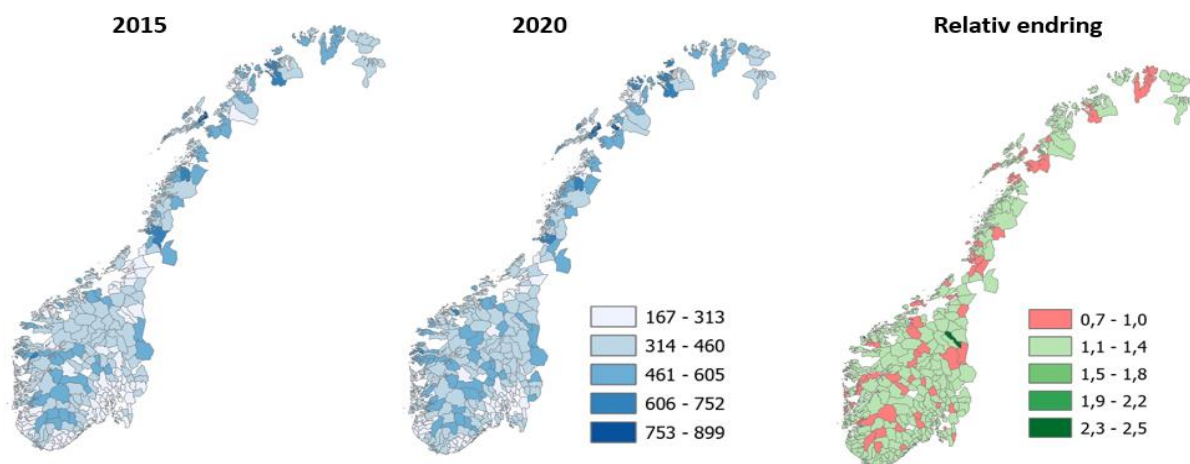 2015
2020
Relativ endring
167 - 313
314 - 460
461 - 605
606 - 752
753 - 899
0,7 - 1,0
1,1 - 1,4
1,5 - 1,8
1,9 - 2,2
2,3 - 2,5